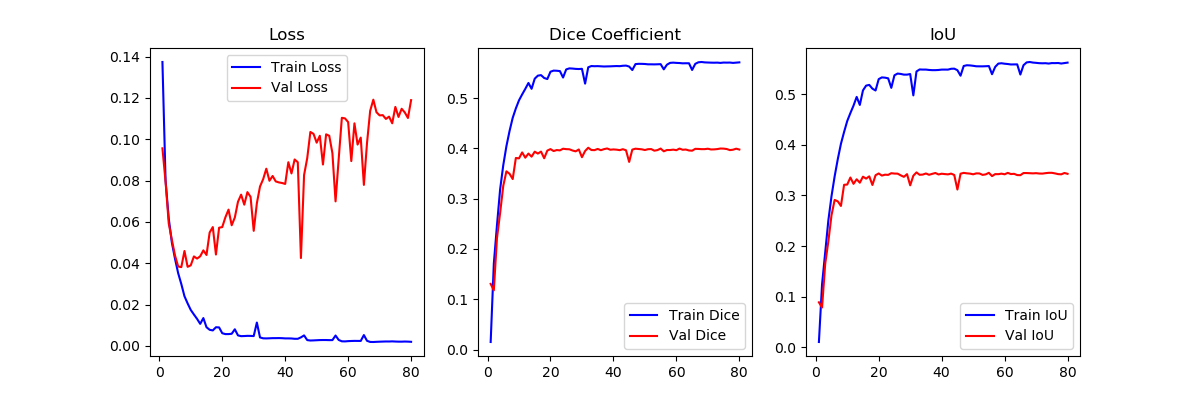 Loss
0.14
0.12
0.10
0.08
0.06
0.04
0.02
0.00
0 20 40 60 80
Train Loss
Val Loss
Dice Coefficient
0.5
0.4
0.3
0.2
0.1
0.0
0 20 40 60 80
Train Dice
Val Dice
IoU
0.5
0.4
0.3
0.2
0.1
0.0
0 20 40 60 80
Train IoU
Val IoU